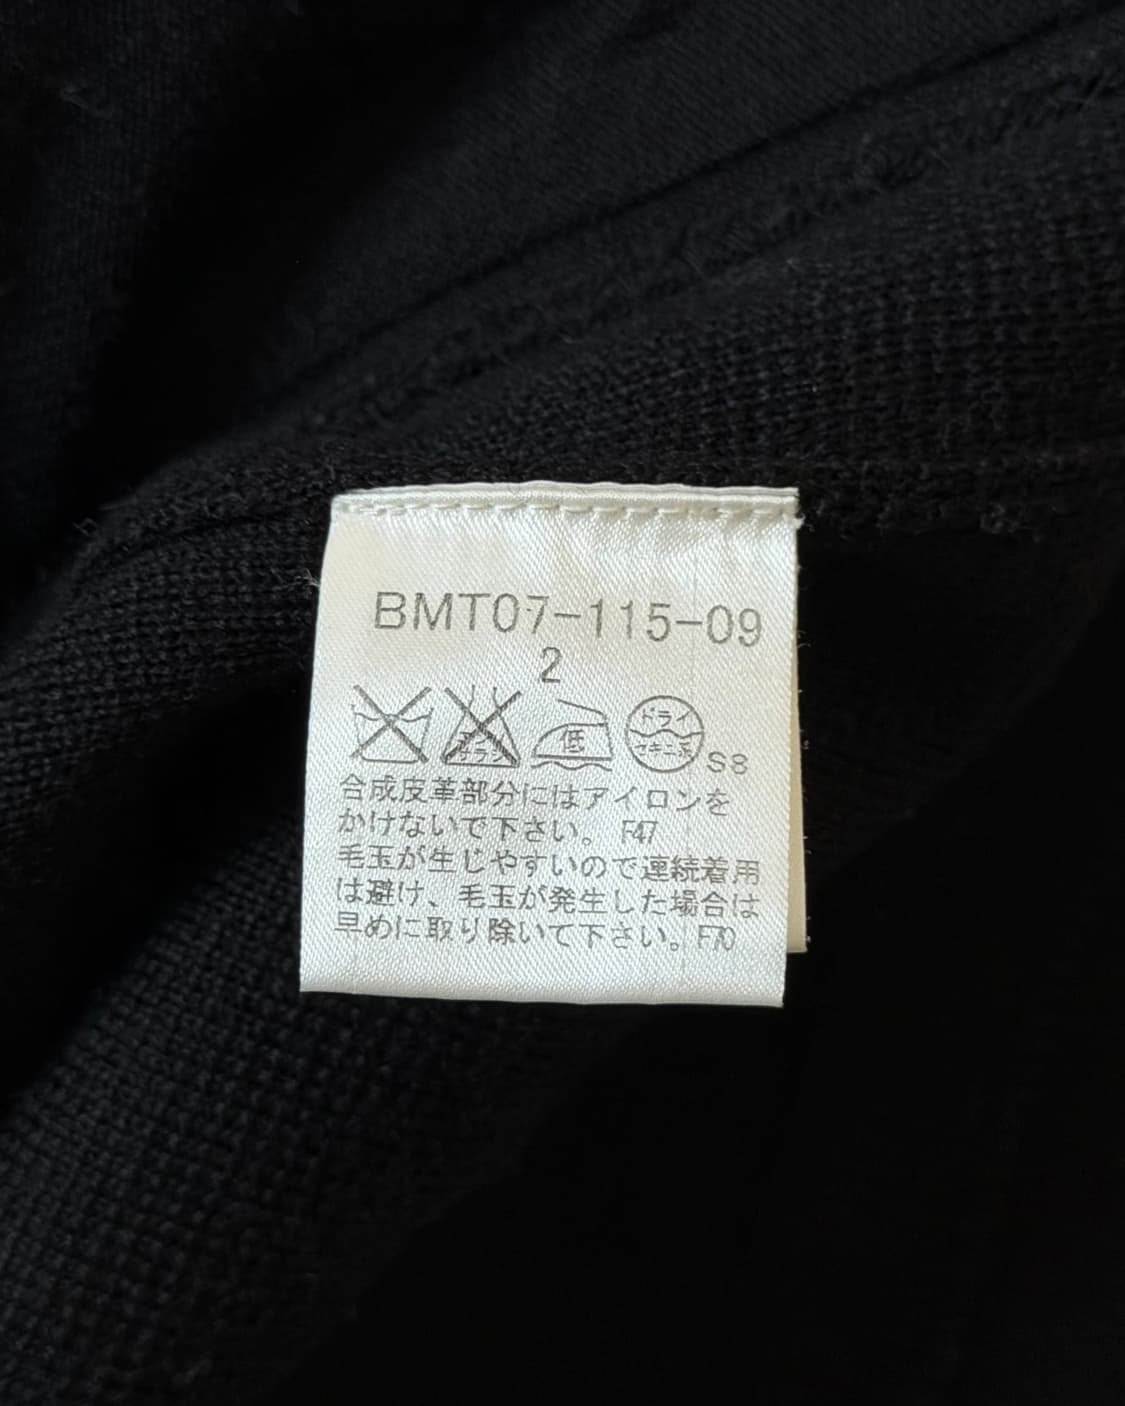 BMT07-115-09
2
低
ドライ
セキユ系
S8
合成皮革部分にはアイロンを
かけないで下さい。 F47
毛玉が生じやすいので連続着用
は避け、毛玉が発生した場合は
早めに取り除いて下さい。F70